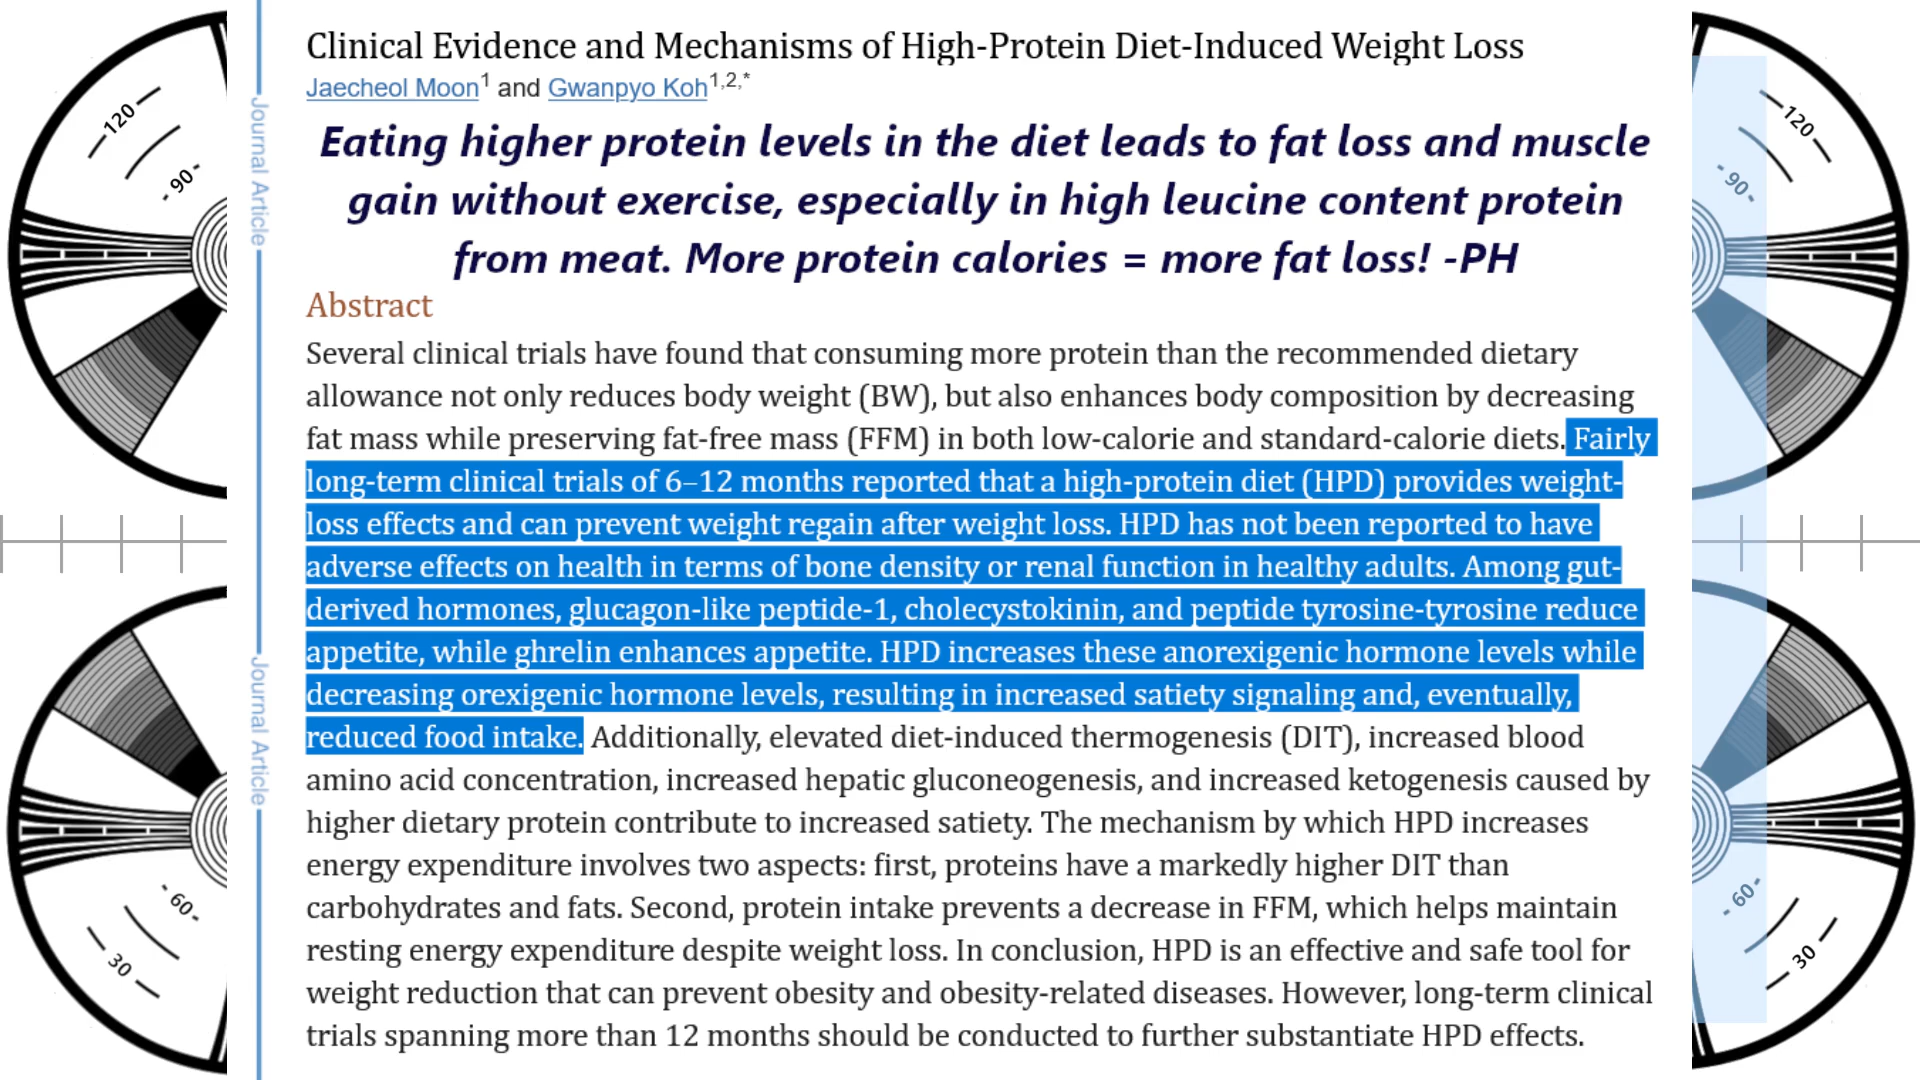 Clinical Evidence and Mechanisms of High-Protein Diet-Induced Weight Loss
Jaecheol Moon1 and Gwanpyo Koh1,2,*
Eating higher protein levels in the diet leads to fat loss and muscle
gain without exercise, especially in high leucine content protein
from meat. More protein calories = more fat loss! -PH
Abstract
Several clinical trials have found that consuming more protein than the recommended dietary
allowance not only reduces body weight (BW), but also enhances body composition by decreasing
fat mass while preserving fat-free mass (FFM) in both low-calorie and standard-calorie diets. Fairly
long-term clinical trials of 6–12 months reported that a high-protein diet (HPD) provides weight-
loss effects and can prevent weight regain after weight loss. HPD has not been reported to have
adverse effects on health in terms of bone density or renal function in healthy adults. Among gut-
derived hormones, glucagon-like peptide-1, cholecystokinin, and peptide tyrosine-tyrosine reduce
appetite, while ghrelin enhances appetite. HPD increases these anorexigenic hormone levels while
decreasing orexigenic hormone levels, resulting in increased satiety signaling and, eventually,
reduced food intake. Additionally, elevated diet-induced thermogenesis (DIT), increased blood
amino acid concentration, increased hepatic gluconeogenesis, and increased ketogenesis caused by
higher dietary protein contribute to increased satiety. The mechanism by which HPD increases
energy expenditure involves two aspects: first, proteins have a markedly higher DIT than
carbohydrates and fats. Second, protein intake prevents a decrease in FFM, which helps maintain
resting energy expenditure despite weight loss. In conclusion, HPD is an effective and safe tool for
weight reduction that can prevent obesity and obesity-related diseases. However, long-term clinical
trials spanning more than 12 months should be conducted to further substantiate HPD effects.
Journal Article
Journal Article
120
-90-
-60-
30
120
-90-
-60-
30